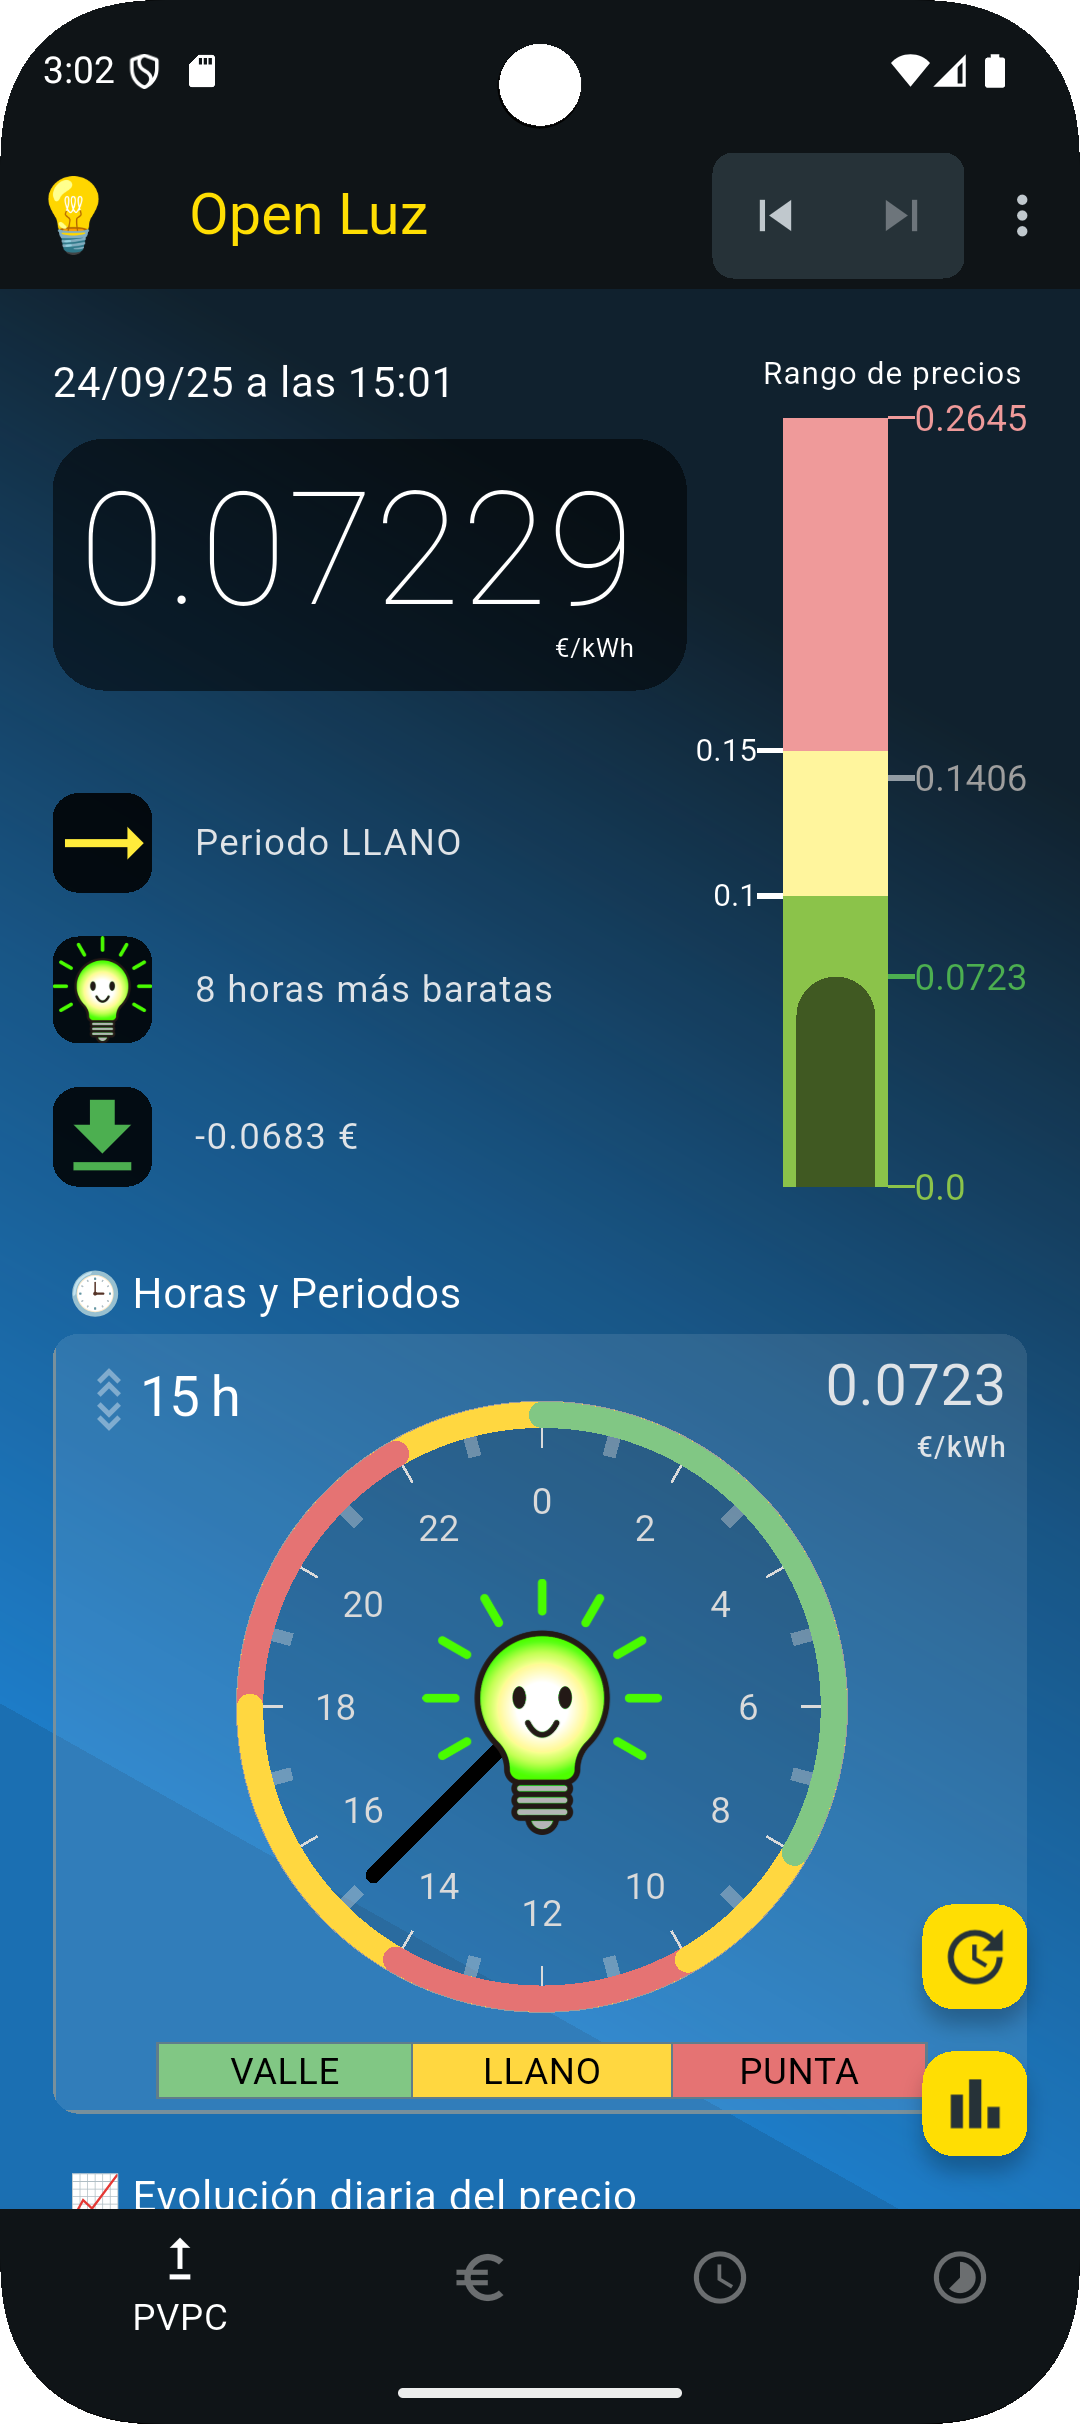 3:02
Open Luz
24/09/25 a las 15:01
Rango de precios
0.2645
0.07229
€/kWh
0.15
0.1406
Periodo LLANO
0.1
8 horas más baratas
0.0723
-0.0683 €
0.0
🕒 Horas y Periodos
15 h
0.0723
€/kWh
0
2
4
6
8
10
12
14
16
18
20
22
VALLE
LLANO
PUNTA
📈 Evolución diaria del precio
PVPC